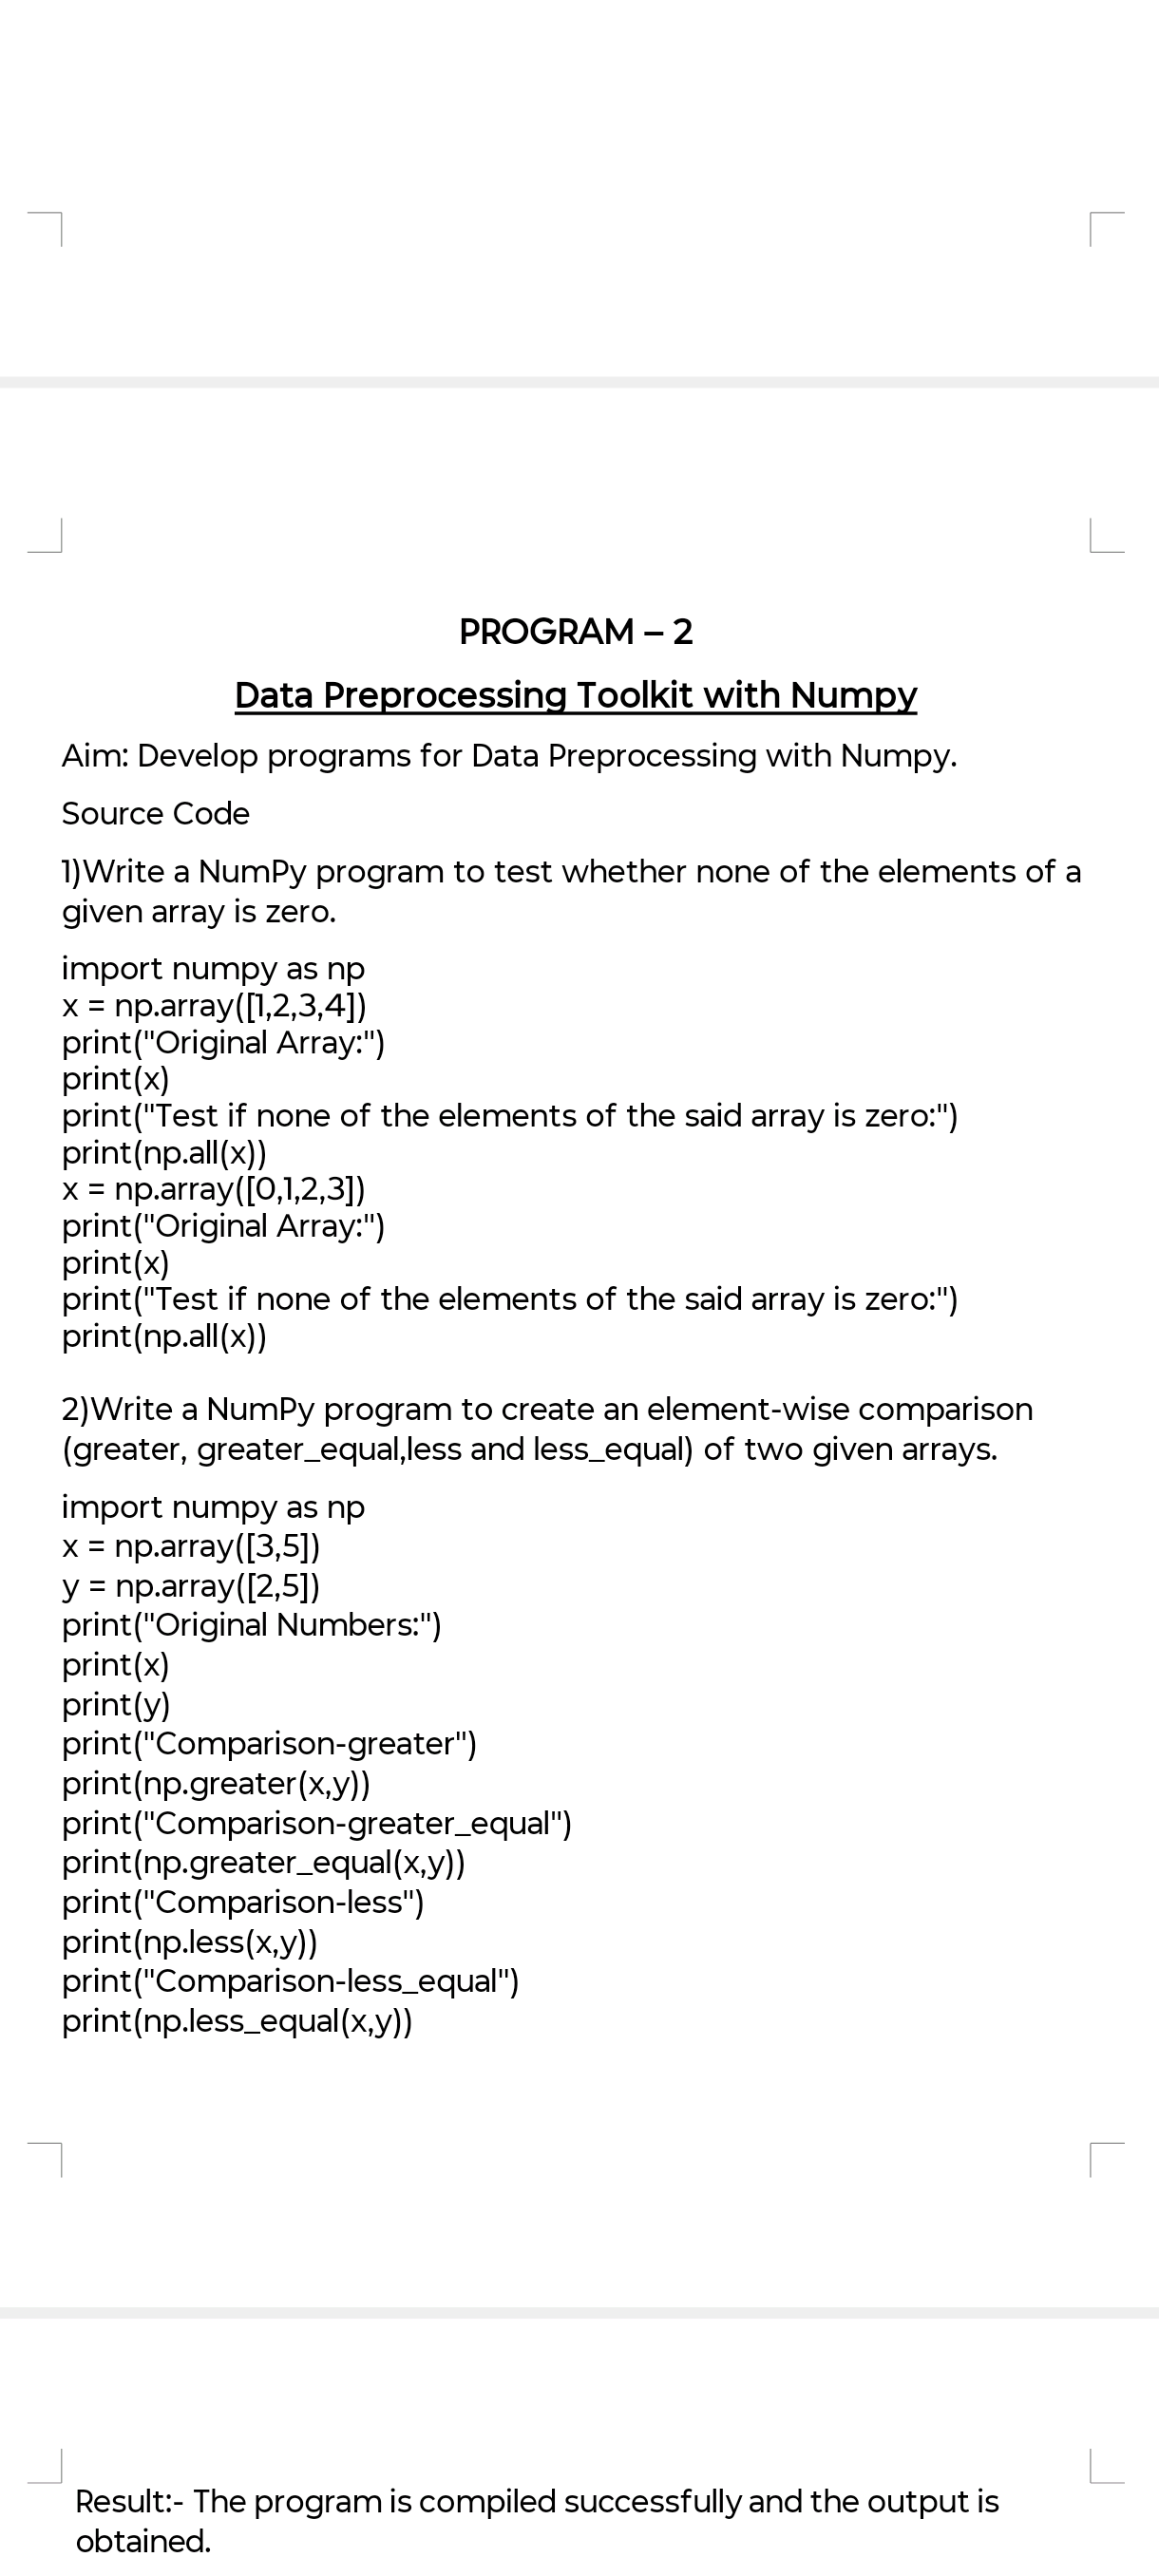 PROGRAM – 2
Data Preprocessing Toolkit with Numpy
Aim: Develop programs for Data Preprocessing with Numpy.
Source Code
1)Write a NumPy program to test whether none of the elements of a
given array is zero.
import numpy as np
x = np.array([1,2,3,4])
print("Original Array:")
print(x)
print("Test if none of the elements of the said array is zero:")
print(np.all(x))
x = np.array([0,1,2,3])
print("Original Array:")
print(x)
print("Test if none of the elements of the said array is zero:")
print(np.all(x))
2)Write a NumPy program to create an element-wise comparison
(greater, greater_equal,less and less_equal) of two given arrays.
import numpy as np
x = np.array([3,5])
y = np.array([2,5])
print("Original Numbers:")
print(x)
print(y)
print("Comparison-greater")
print(np.greater(x,y))
print("Comparison-greater_equal")
print(np.greater_equal(x,y))
print("Comparison-less")
print(np.less(x,y))
print("Comparison-less_equal")
print(np.less_equal(x,y))
Result:- The program is compiled successfully and the output is
obtained.